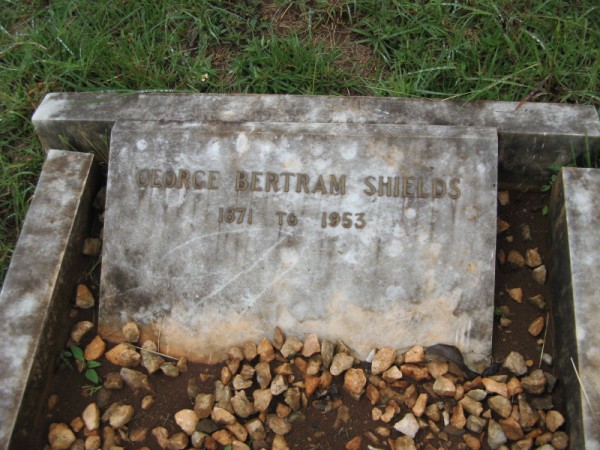 GEORGE BERTRAM SHIELDS
1871 TO 1953